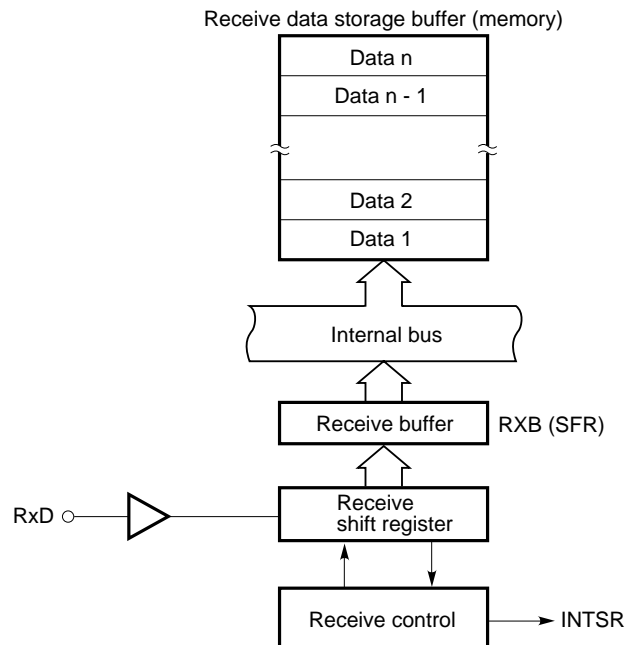 Receive data storage buffer (memory)
Data n
Data n - 1
Data 2
Data 1
Internal bus
Receive buffer
RXB (SFR)
Receive
shift register
RxD
Receive control
INTSR